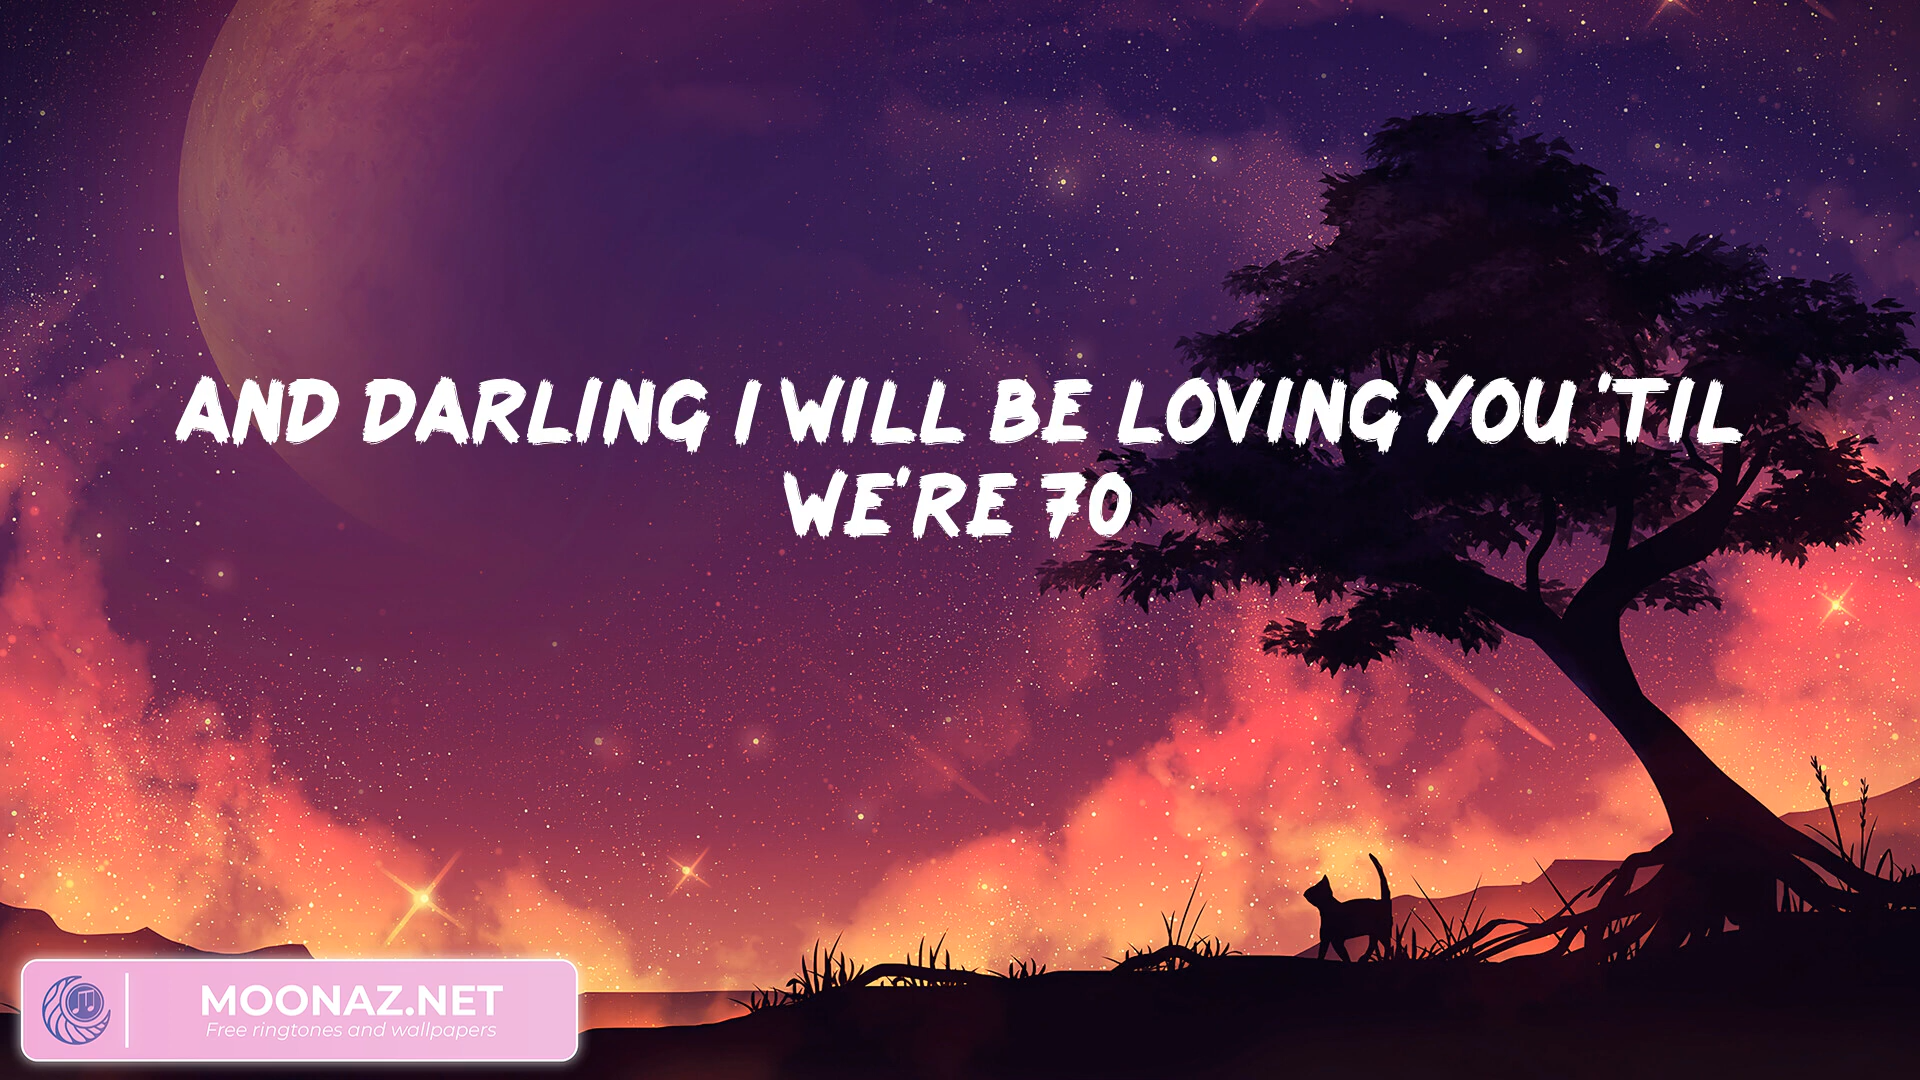 AND DARLING I WILL BE LOVING YOU 'TIL
WE'RE 70
MOONAZ.NET
Free ringtones and wallpapers